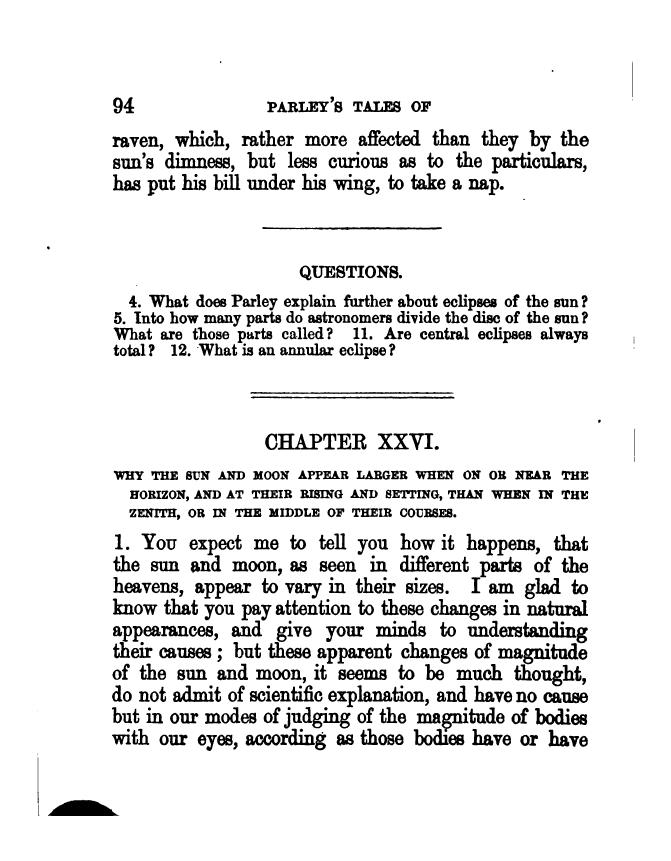 94 PARLEY'S TALES OF
raven, which, rather more affected than they by the
sun's dimness, but less curious as to the particulars,
has put his bill under his wing, to take a nap.
QUESTIONS.
4. What does Parley explain further about eclipses of the sun?
5. Into how many parts do astronomers divide the disc of the sun?
What are those parts called? 11. Are central eclipses always
total? 12. What is an annular eclipse?
CHAPTER XXVI.
WHY THE SUN AND MOON APPEAR LARGER WHEN ON OR NEAR THE
HORIZON, AND AT THEIR RISING AND SETTING, THAN WHEN IN THE
ZENITH, OR IN THE MIDDLE OF THEIR COURSES.
1. You expect me to tell you how it happens, that
the sun and moon, as seen in different parts of the
heavens, appear to vary in their sizes. I am glad to
know that you pay attention to these changes in natural
appearances, and give your minds to understanding
their causes; but these apparent changes of magnitude
of the sun and moon, it seems to be much thought,
do not admit of scientific explanation, and have no cause
but in our modes of judging of the magnitude of bodies
with our eyes, according as those bodies have or have